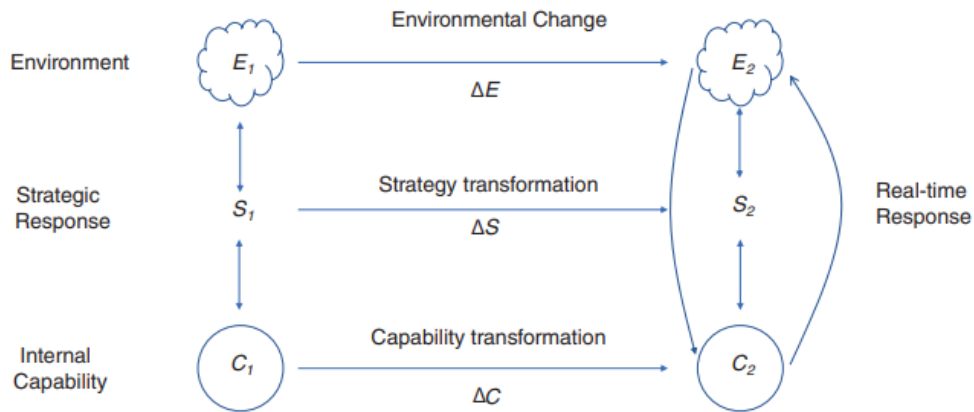 Environmental Change
Environment
E1
E2
ΔE
Strategic
Response
S1
Strategy transformation
ΔS
S2
Real-time
Response
Internal
Capability
C1
Capability transformation
ΔC
C2